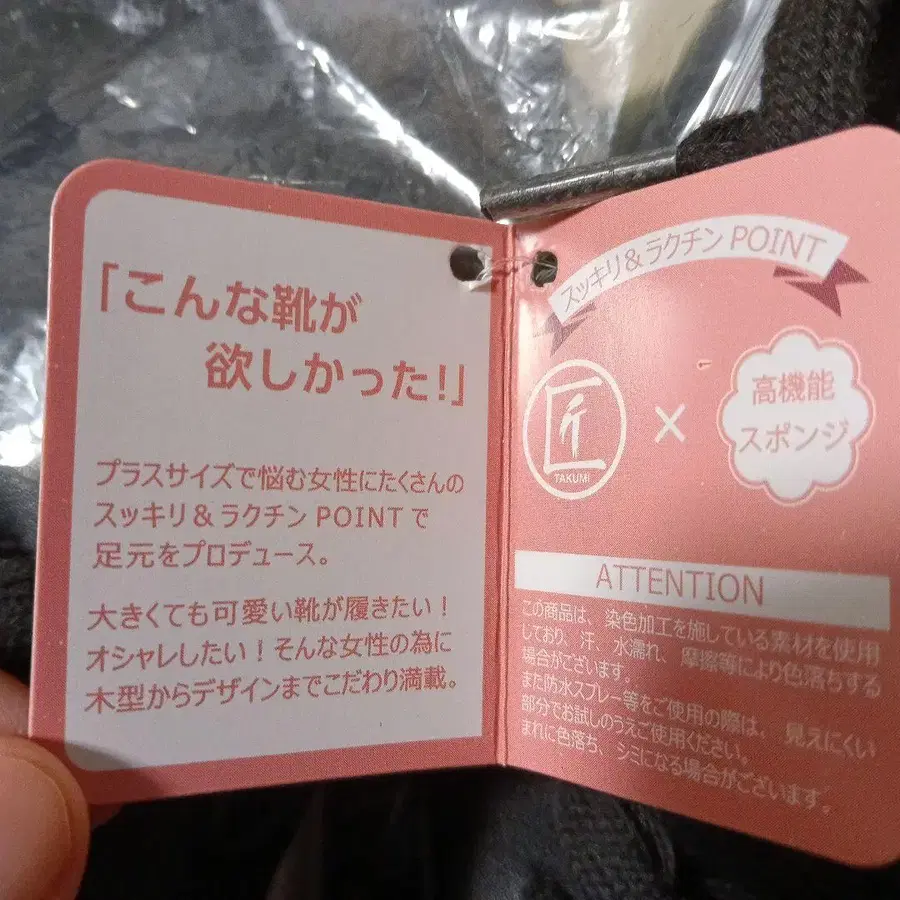 「こんな靴が
欲しかった!」
プラスサイズで悩む女性にたくさんの
スッキリ＆ラクチン POINT で
足元をプロデュース。
大きくても可愛い靴が履きたい！
オシャレしたい！そんな女性の為に
木型からデザインまでこだわり満載。
スッキリ＆ラクチン POINT
匠
TAKUMI
×
高機能
スポンジ
ATTENTION
この商品は、染色加工を施している素材を使用
しており、汗、水濡れ、摩擦等により色落ちする
場合がございます。
また防水スプレー等をご使用の際は、見えにくい
部分でお試しのうえご使用ください。
まれに色落ち、シミになる場合がございます。